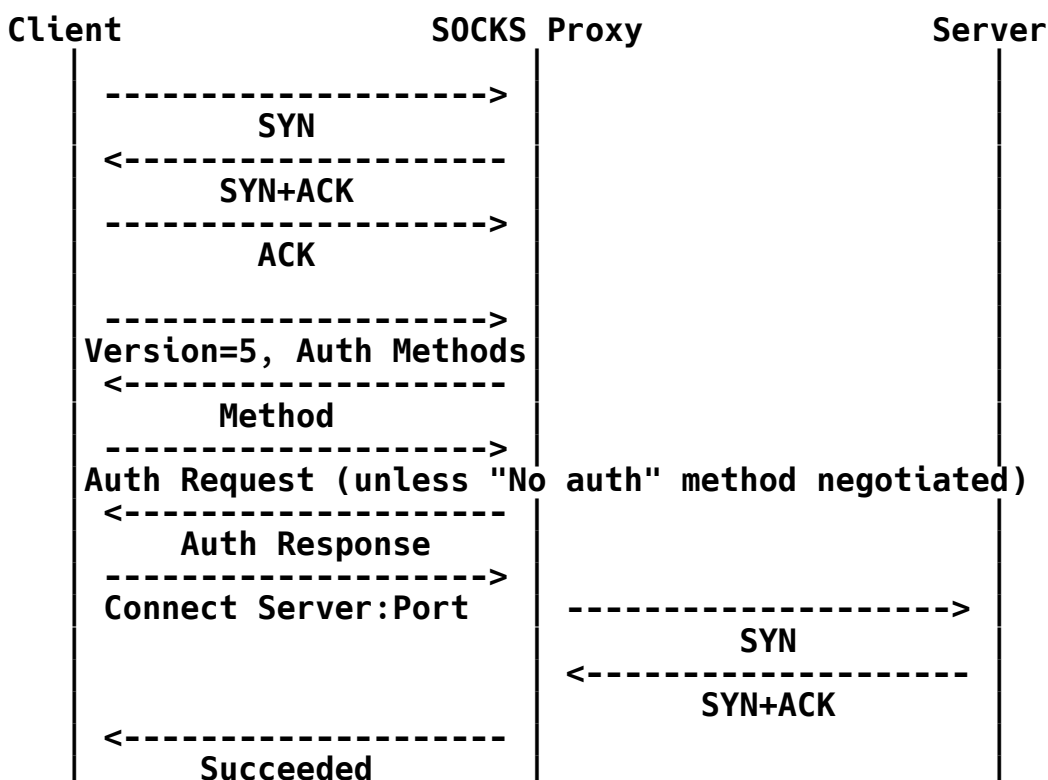 Client SOCKS Proxy Server
SYN
SYN+ACK
ACK
Version=5, Auth Methods
Method
Auth Request (unless "No auth" method negotiated)
Auth Response
Connect Server:Port
SYN
SYN+ACK
Succeeded